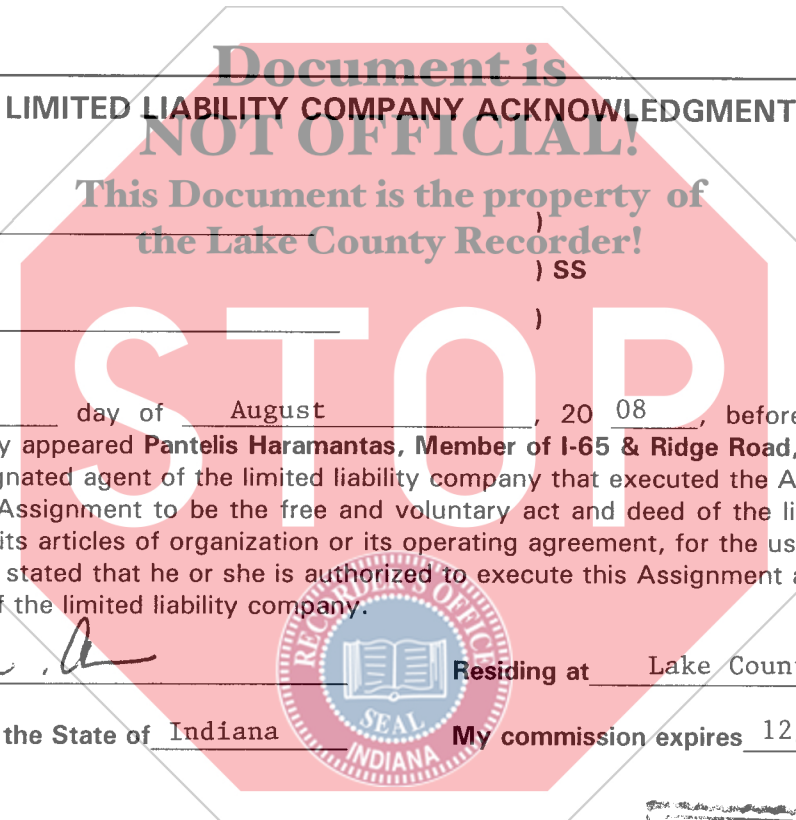 Document is
LIMITED LIABILITY COMPANY ACKNOWLEDGMENT
NOT OFFICIAL!
This Document is the property of
)
the Lake County Recorder!
) SS
)
STOP
day of August, 20 08, before
y appeared Pantelis Haramantas, Member of I-65 & Ridge Road,
gnated agent of the limited liability company that executed the A
Assignment to be the free and voluntary act and deed of the li
its articles of organization or its operating agreement, for the us
stated that he or she is authorized to execute this Assignment a
f the limited liability company.
RECORDER'S OFFICE
SEAL
INDIANA
Residing at Lake Coun
the State of Indiana My commission expires 12